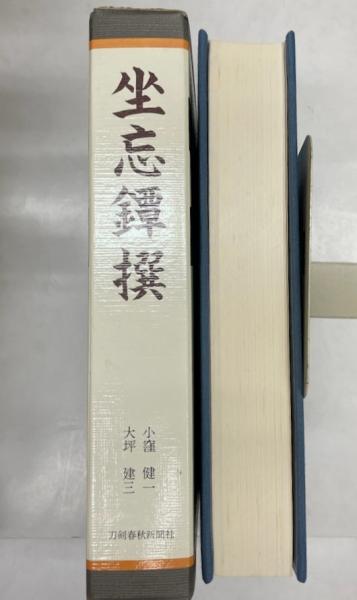 坐忘鐔撰
小窪健一
大坪建三
刀剣春秋新聞社